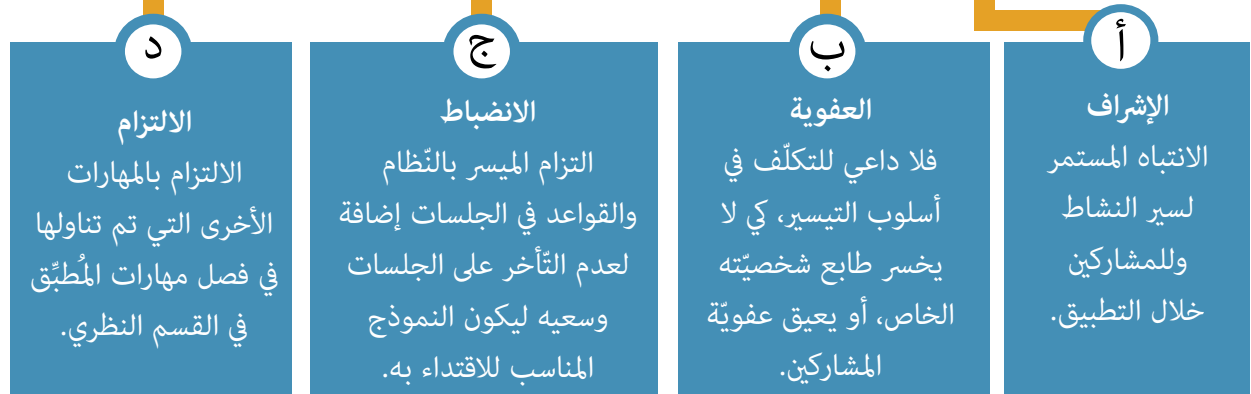 أ
الإشراف
الانتباه المستمر
لسير النشاط
وللمشاركين
خلال التطبيق.
ب
العفوية
فلا داعي للتكلّف في
أسلوب التيسير، كي لا
يخسر طابع شخصيّته
الخاص، أو يعيق عفويّة
المشاركين.
ج
الانضباط
التزام الميسر بالنّظام
والقواعد في الجلسات إضافة
لعدم التّأخر على الجلسات
وسعيه ليكون النموذج
المناسب للاقتداء به.
د
الالتزام
الالتزام بالمهارات
الأخرى التي تم تناولها
في فصل مهارات المُطبِّق
في القسم النظري.